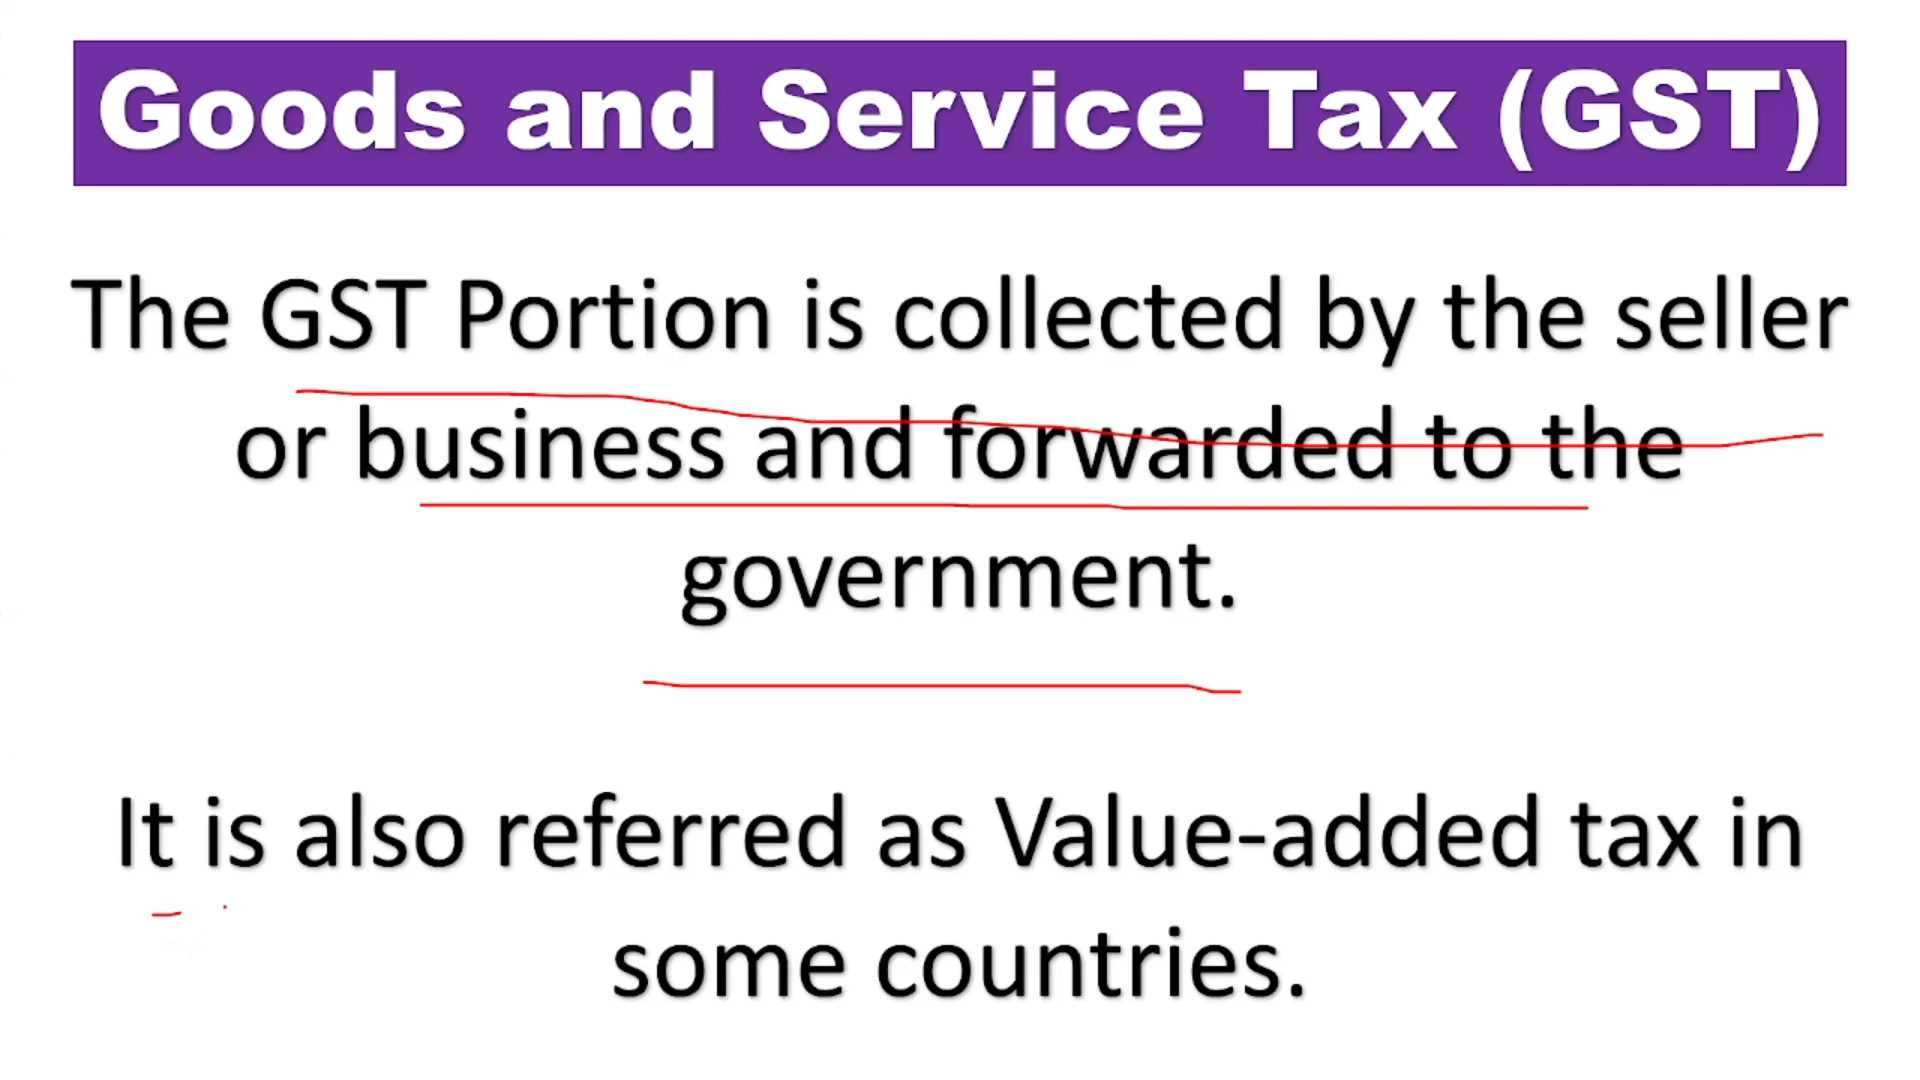 Goods and Service Tax (GST)
The GST Portion is collected by the seller
or business and forwarded to the
government.
It is also referred as Value-added tax in
some countries.